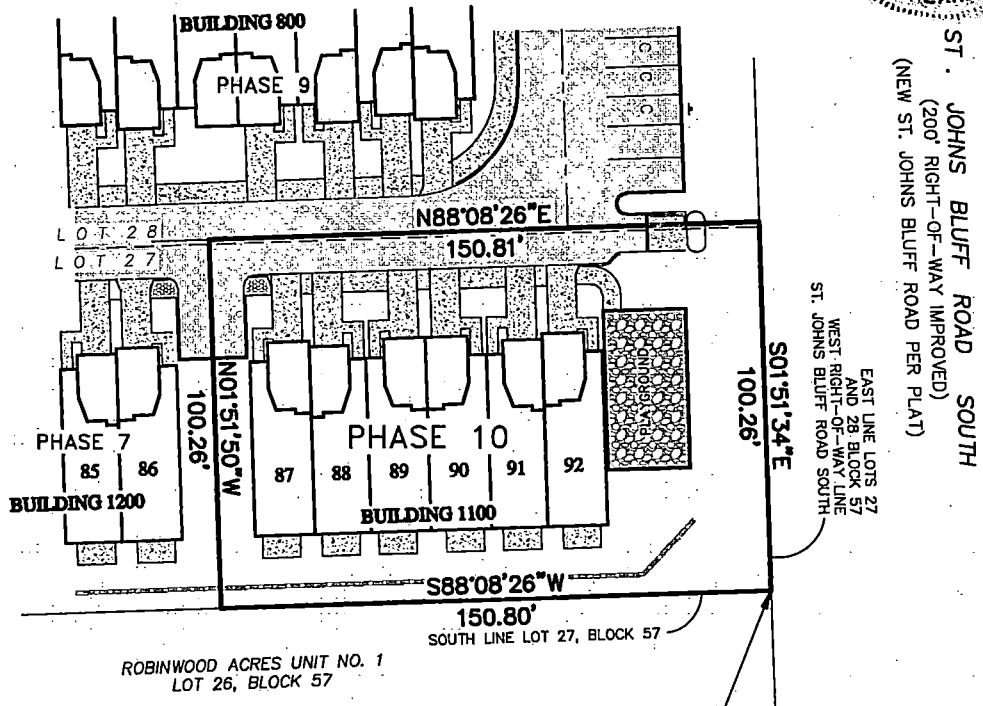 BUILDING 800
PHASE 9
C
C
C
ST. JOHNS BLUFF ROAD SOUTH
(200' RIGHT-OF-WAY IMPROVED)
(NEW ST. JOHNS BLUFF ROAD PER PLAT)
N88°08'26"E
150.81'
LOT 28
LOT 27
EAST LINE LOTS 27
AND 28 BLOCK 57
WEST RIGHT-OF-WAY LINE
ST. JOHNS BLUFF ROAD SOUTH
S01°51'34"E
100.26'
N01°51'50"W
100.26'
PLAYGROUND
PHASE 7
85
86
BUILDING 1200
PHASE 10
87
88
89
90
91
92
BUILDING 1100
S88°08'26"W
150.80'
SOUTH LINE LOT 27, BLOCK 57
ROBINWOOD ACRES UNIT NO. 1
LOT 26, BLOCK 57